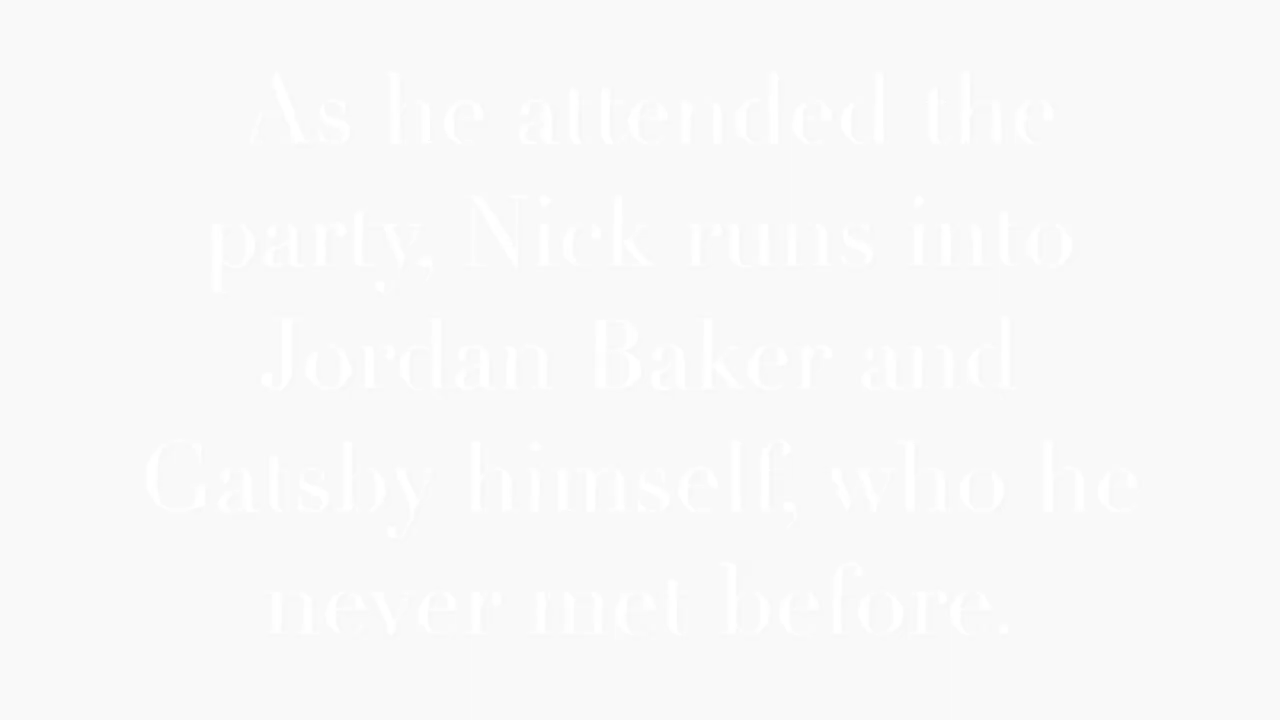 As he attended the
party, Nick runs into
Jordan Baker and
Gatsby himself, who he
never met before.